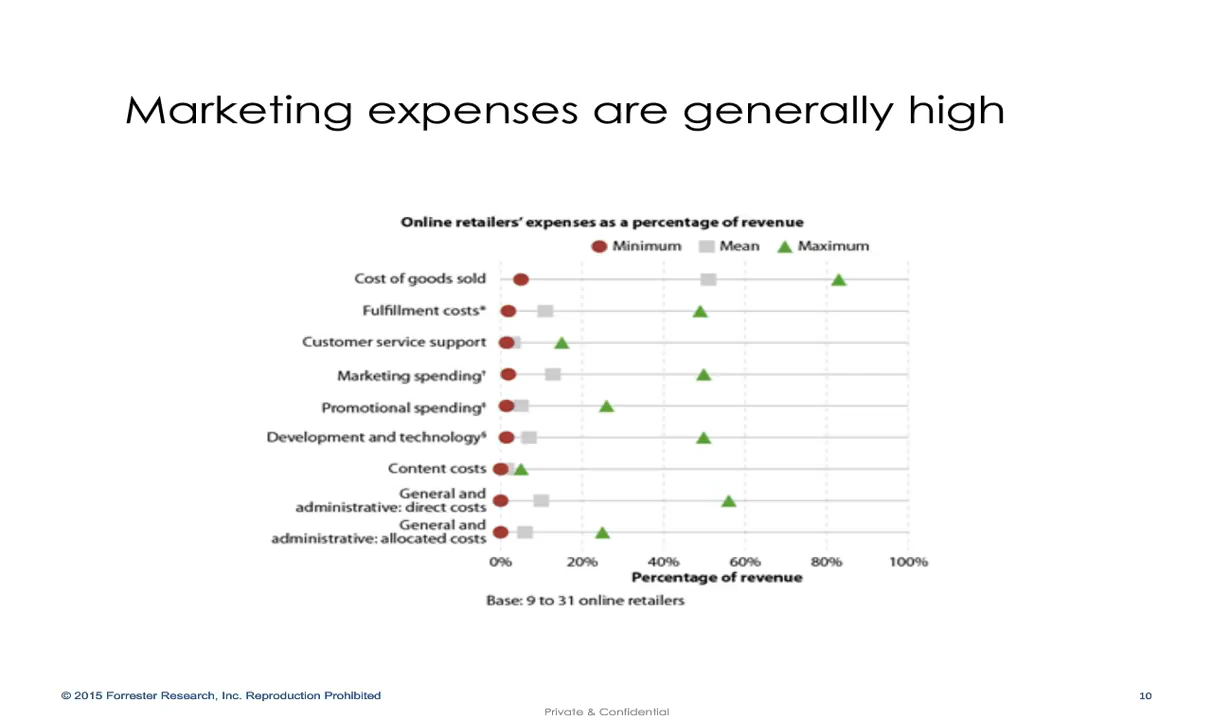 Marketing expenses are generally high
Online retailers' expenses as a percentage of revenue
Minimum Mean Maximum
Cost of goods sold
Fulfillment costs*
Customer service support
Marketing spending†
Promotional spending‡
Development and technology§
Content costs
General and
administrative: direct costs
General and
administrative: allocated costs
0% 20% 40% 60% 80% 100%
Percentage of revenue
Base: 9 to 31 online retailers
© 2015 Forrester Research, Inc. Reproduction Prohibited
10
Private & Confidential